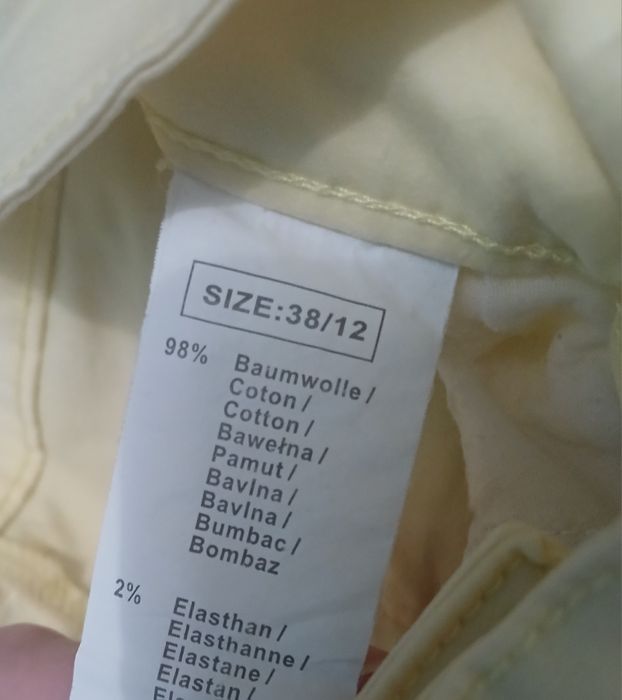 SIZE:38/12
98% Baumwolle/
Coton/
Cotton/
Bawełna/
Pamut/
Bavlna/
Bavlna/
Bumbac/
Bombaz
2% Elasthan/
Elasthanne/
Elastane/
Elastan/